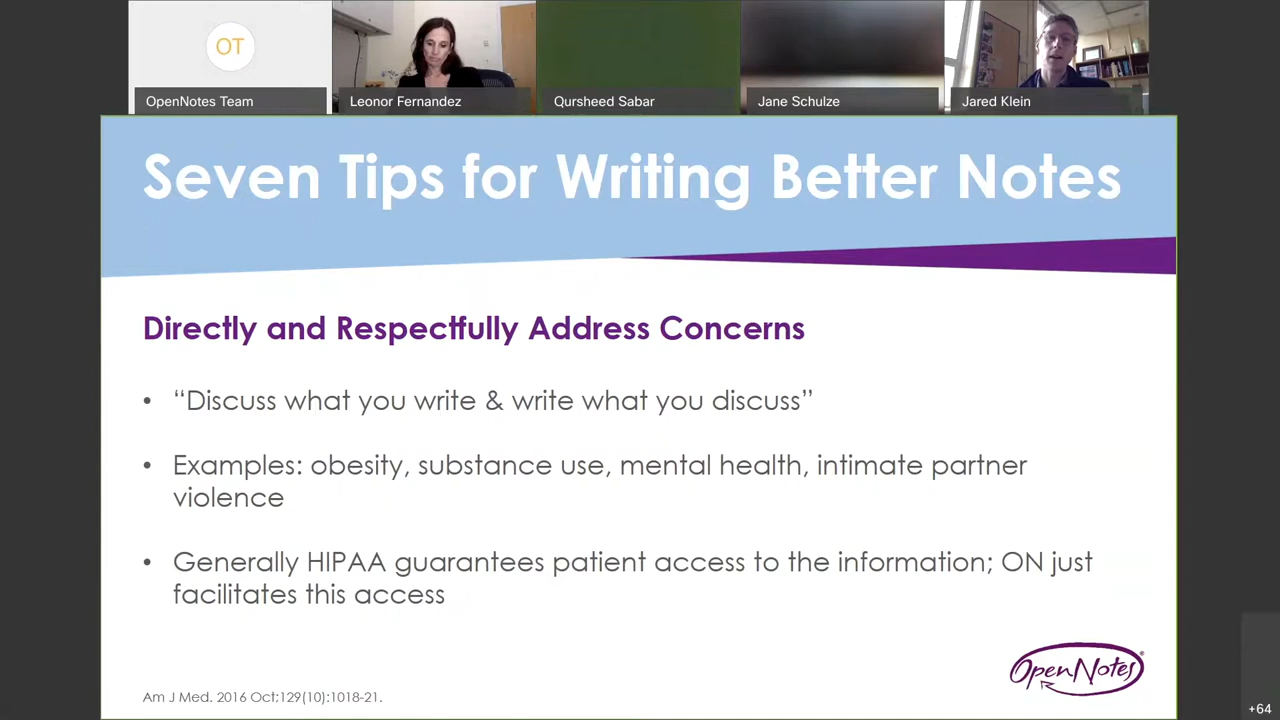 OT
OpenNotes Team
Leonor Fernandez
Qursheed Sabar
Jane Schulze
Jared Klein
Seven Tips for Writing Better Notes
Directly and Respectfully Address Concerns
• “Discuss what you write & write what you discuss”
• Examples: obesity, substance use, mental health, intimate partner
violence
• Generally HIPAA guarantees patient access to the information; ON just
facilitates this access
OpenNotes®
Am J Med. 2016 Oct;129(10):1018-21.
+64